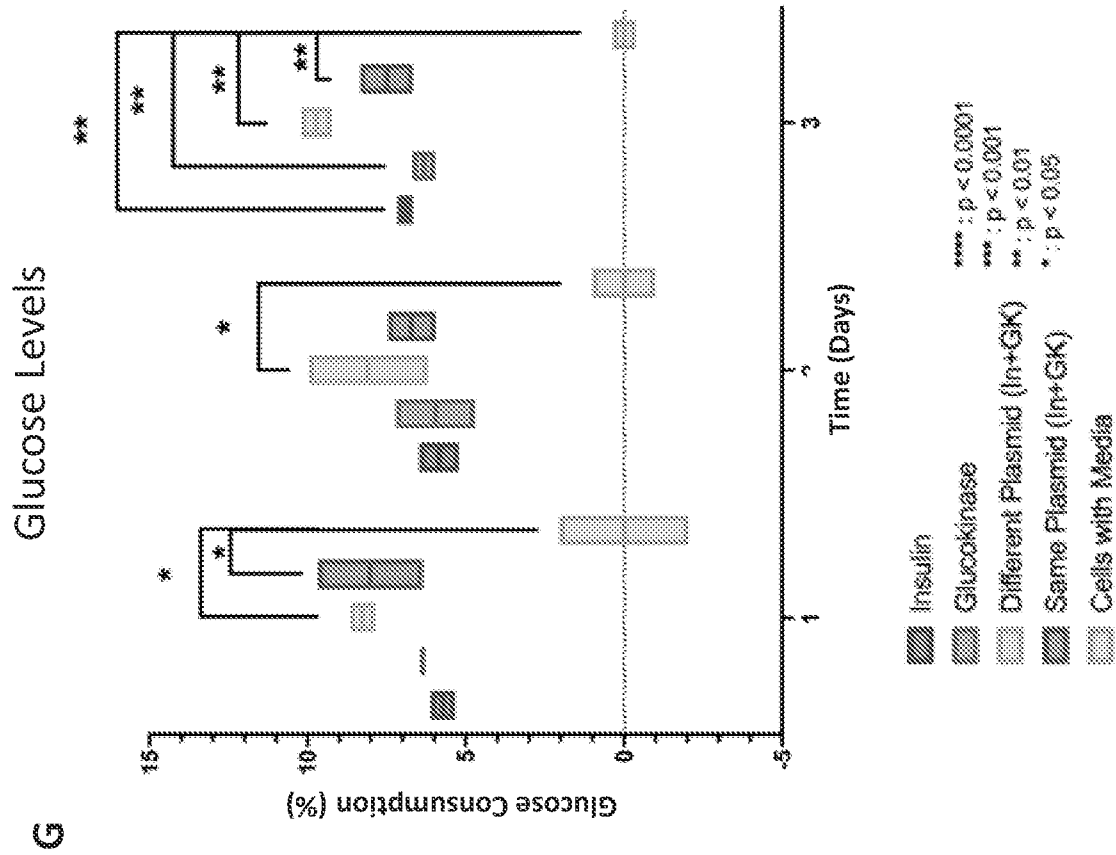 G
Glucose Levels
Glucose Consumption (%)
15
10
5
0
-5
*
*
*
**
**
**
**
1
2
3
Time (Days)
Insulin
Glucokinase
Different Plasmid (In+GK)
Same Plasmid (In+GK)
Cells with Media
**** : p < 0.0001
*** : p < 0.001
** : p < 0.01
* : p < 0.05